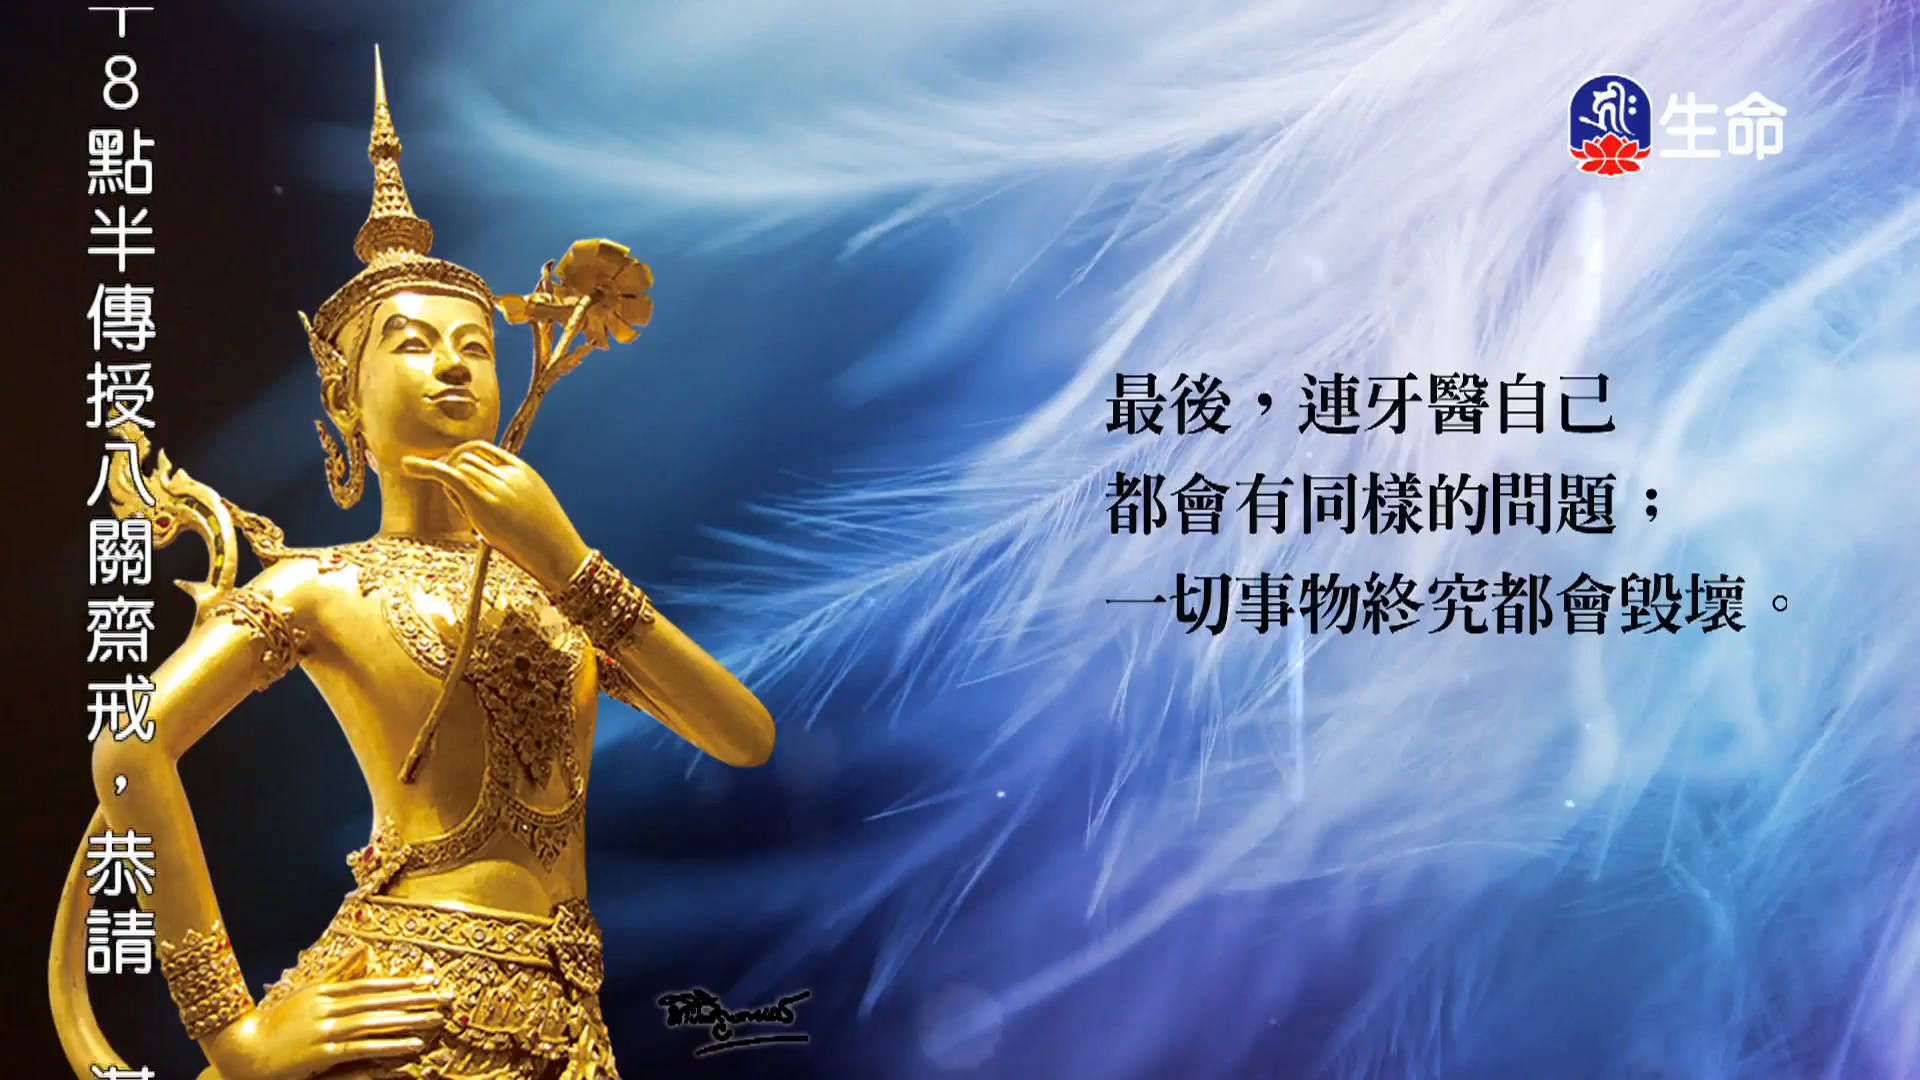 8點半傳授八關齋戒，恭請
生命
最後，連牙醫自己
都會有同樣的問題；
一切事物終究都會毀壞。